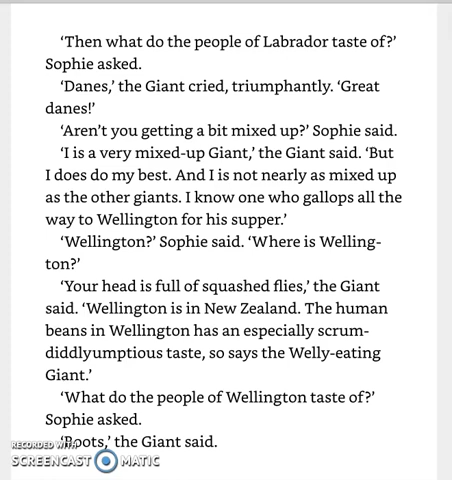 ‘Then what do the people of Labrador taste of?’
Sophie asked.
‘Danes,’ the Giant cried, triumphantly. ‘Great
danes!’
‘Aren’t you getting a bit mixed up?’ Sophie said.
‘I is a very mixed-up Giant,’ the Giant said. ‘But
I does do my best. And I is not nearly as mixed up
as the other giants. I know one who gallops all the
way to Wellington for his supper.’
‘Wellington?’ Sophie said. ‘Where is Welling-
ton?’
‘Your head is full of squashed flies,’ the Giant
said. ‘Wellington is in New Zealand. The human
beans in Wellington has an especially scrum-
diddlyumptious taste, so says the Welly-eating
Giant.’
‘What do the people of Wellington taste of?’
Sophie asked.
‘Boots,’ the Giant said.
RECORDED WITH
SCREENCAST MATIC